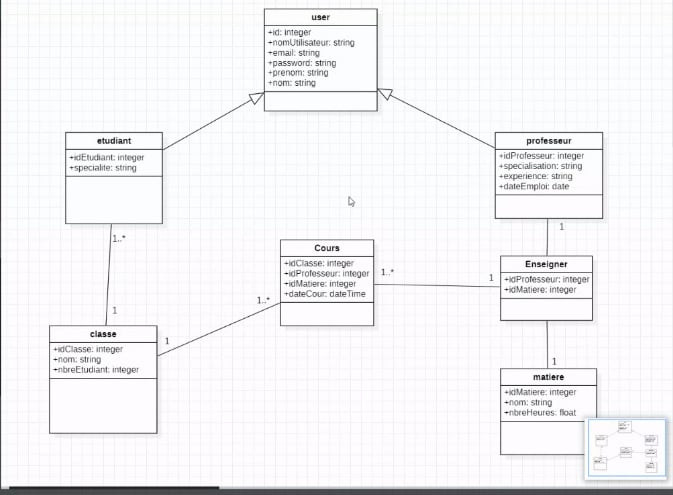 user
+id: integer
+nomUtilisateur: string
+email: string
+password: string
+prenom: string
+nom: string
etudiant
+idEtudiant: integer
+specialite: string
professeur
+idProfesseur: integer
+specialisation: string
+experience: string
+dateEmploi: date
1..*
1
Cours
+idClasse: integer
+idProfesseur: integer
+idMatiere: integer
+dateCour: dateTime
1..*
1
Enseigner
+idProfesseur: integer
+idMatiere: integer
1..*
1
1
classe
+idClasse: integer
+nom: string
+nbreEtudiant: integer
1
matiere
+idMatiere: integer
+nom: string
+nbreHeures: float